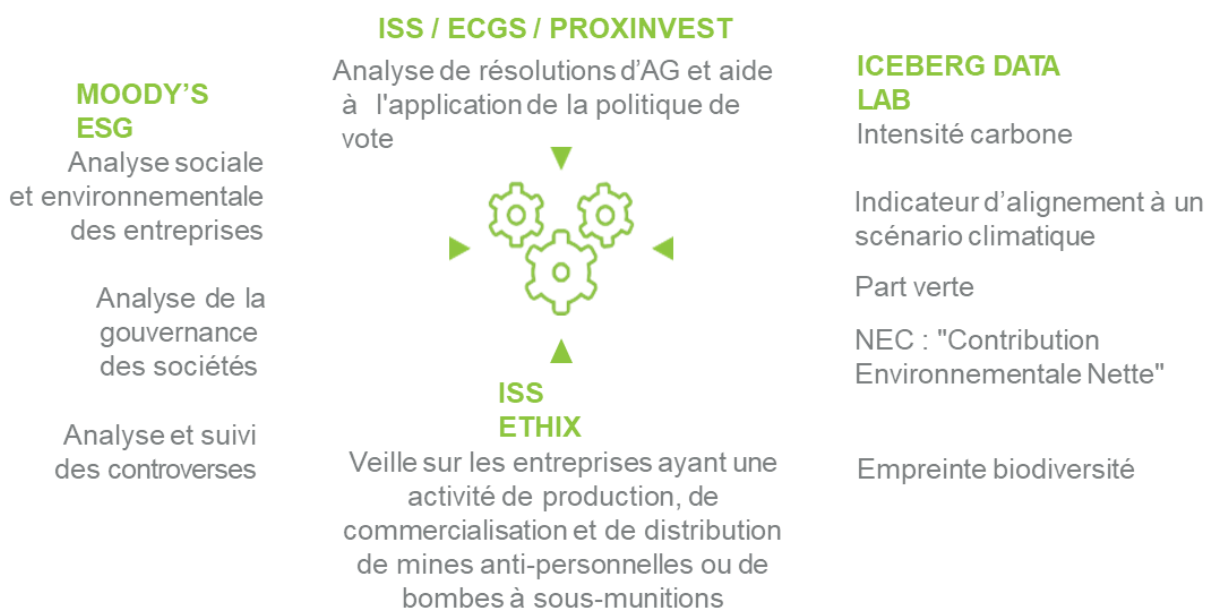 ISS / ECGS / PROXINVEST
Analyse de résolutions d’AG et aide
à l'application de la politique de
vote
MOODY’S
ESG
Analyse sociale
et environnementale
des entreprises
Analyse de la
gouvernance
des sociétés
Analyse et suivi
des controverses
ICEBERG DATA
LAB
Intensité carbone
Indicateur d’alignement à un
scénario climatique
Part verte
NEC : "Contribution
Environnementale Nette"
Empreinte biodiversité
ISS
ETHIX
Veille sur les entreprises ayant une
activité de production, de
commercialisation et de distribution
de mines anti-personnelles ou de
bombes à sous-munitions